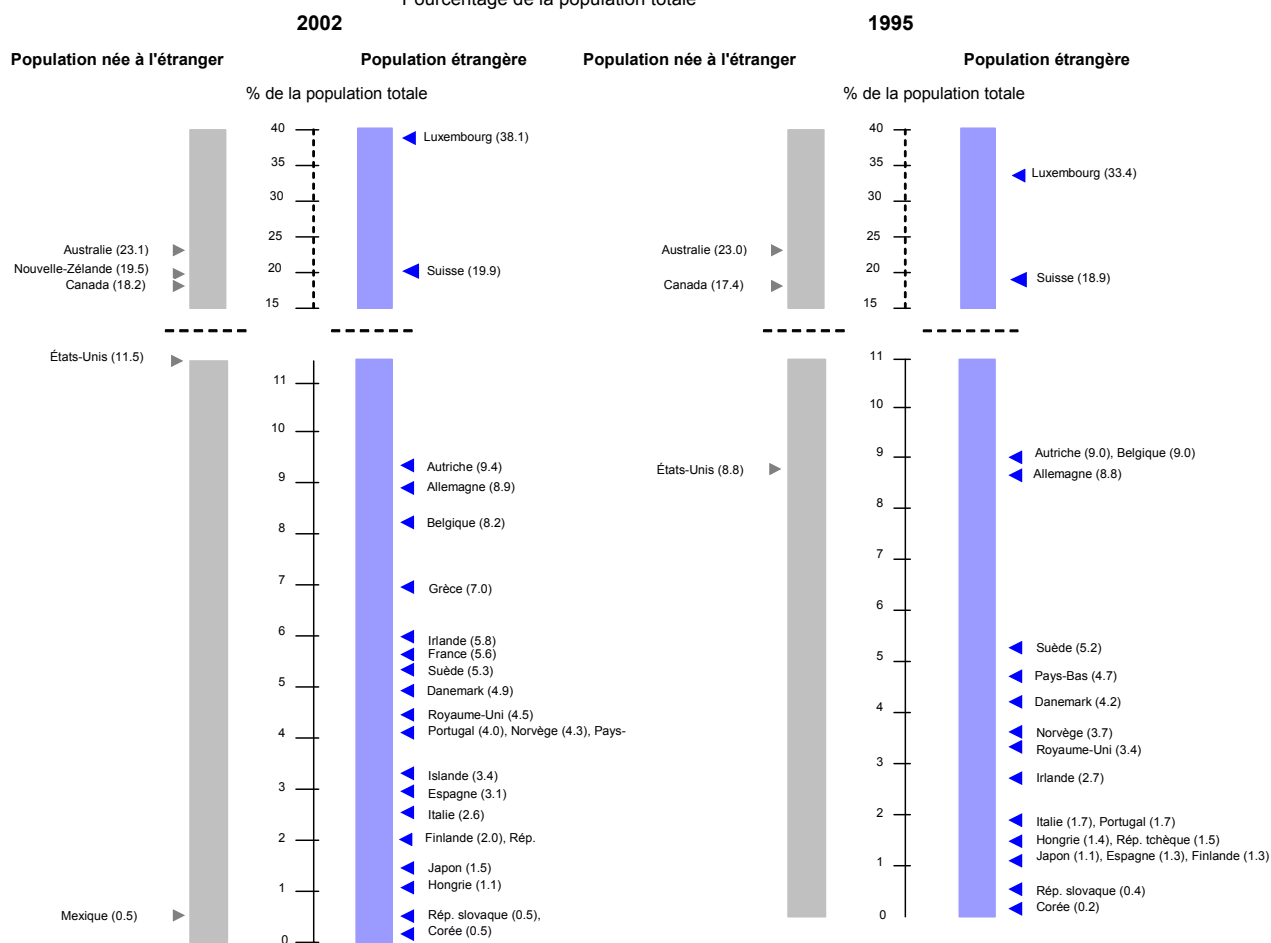 Pourcentage de la population totale
2002
Population née à l'étranger
Population étrangère
% de la population totale
40
35
30
25
20
15
Luxembourg (38.1)
Australie (23.1)
Nouvelle-Zélande (19.5)
Canada (18.2)
Suisse (19.9)
États-Unis (11.5)
11
10
9
8
7
6
5
4
3
2
1
0
Autriche (9.4)
Allemagne (8.9)
Belgique (8.2)
Grèce (7.0)
Irlande (5.8)
France (5.6)
Suède (5.3)
Danemark (4.9)
Royaume-Uni (4.5)
Portugal (4.0), Norvège (4.3), Pays-
Islande (3.4)
Espagne (3.1)
Italie (2.6)
Finlande (2.0), Rép.
Japon (1.5)
Hongrie (1.1)
Mexique (0.5)
Rép. slovaque (0.5),
Corée (0.5)
1995
Population née à l'étranger
Population étrangère
% de la population totale
40
35
30
25
20
15
Luxembourg (33.4)
Australie (23.0)
Canada (17.4)
Suisse (18.9)
11
10
9
8
7
6
5
4
3
2
1
0
États-Unis (8.8)
Autriche (9.0), Belgique (9.0)
Allemagne (8.8)
Suède (5.2)
Pays-Bas (4.7)
Danemark (4.2)
Norvège (3.7)
Royaume-Uni (3.4)
Irlande (2.7)
Italie (1.7), Portugal (1.7)
Hongrie (1.4), Rép. tchèque (1.5)
Japon (1.1), Espagne (1.3), Finlande (1.3)
Rép. slovaque (0.4)
Corée (0.2)